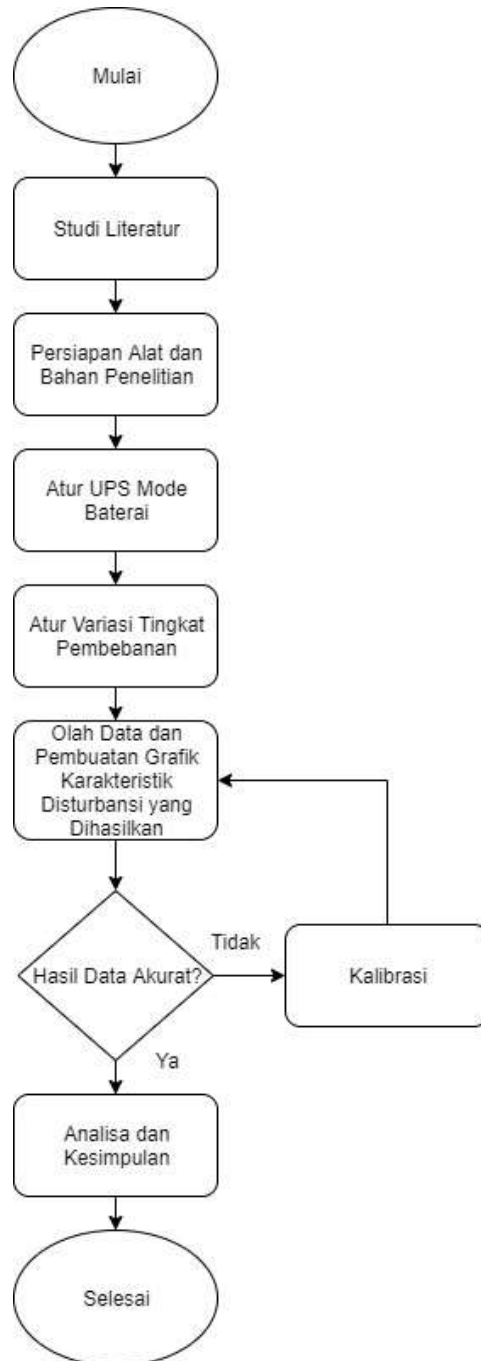 Mulai
Studi Literatur
Persiapan Alat dan
Bahan Penelitian
Atur UPS Mode
Baterai
Atur Variasi Tingkat
Pembebanan
Olah Data dan
Pembuatan Grafik
Karakteristik
Disturbansi yang
Dihasilkan
Hasil Data Akurat?
Tidak
Kalibrasi
Ya
Analisa dan
Kesimpulan
Selesai